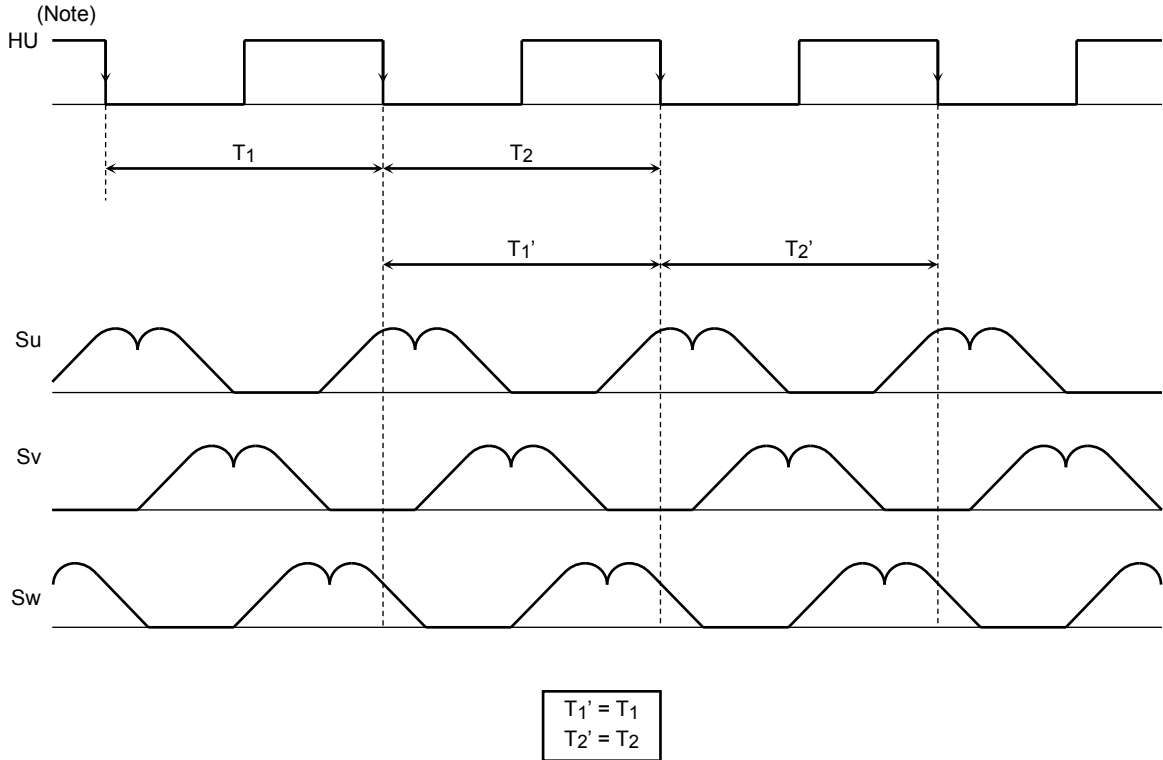 (Note)
HU
T1
T2
T1'
T2'
Su
Sv
Sw
T1' = T1
T2' = T2